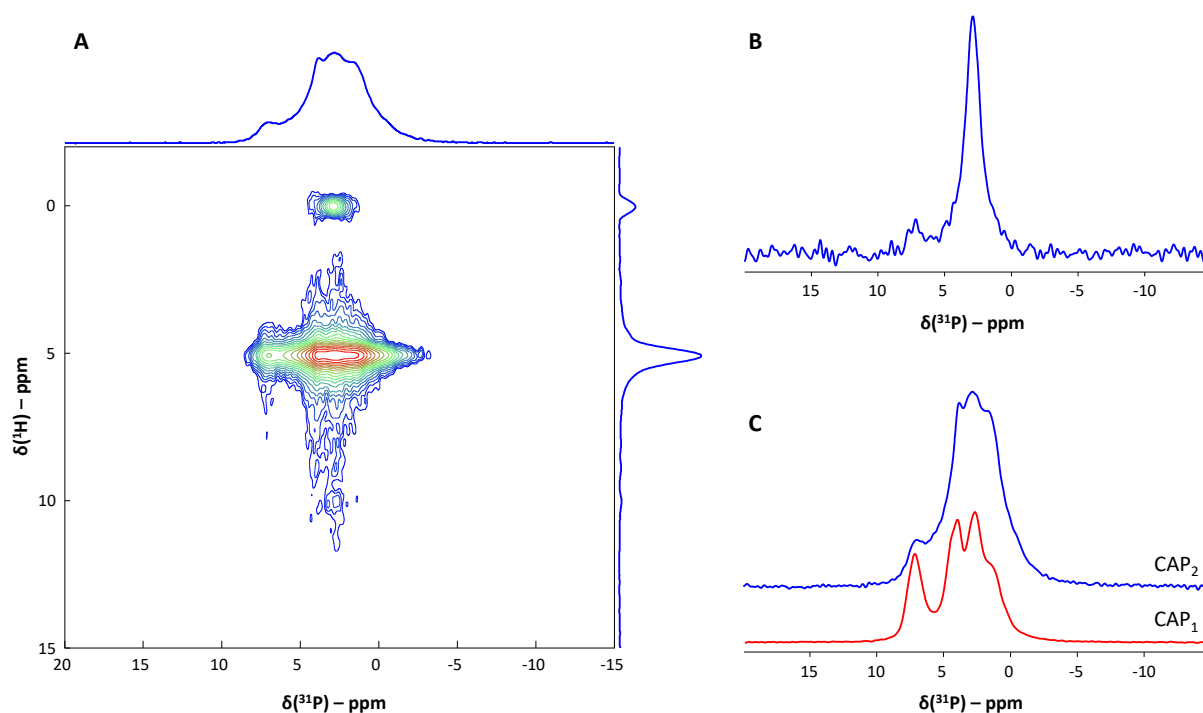 A
0
5
10
15
δ(¹H) – ppm
20 15 10 5 0 -5 -10 -15
δ(³¹P) – ppm
B
15 10 5 0 -5 -10
δ(³¹P) – ppm
C
CAP₂
CAP₁
15 10 5 0 -5 -10
δ(³¹P) – ppm